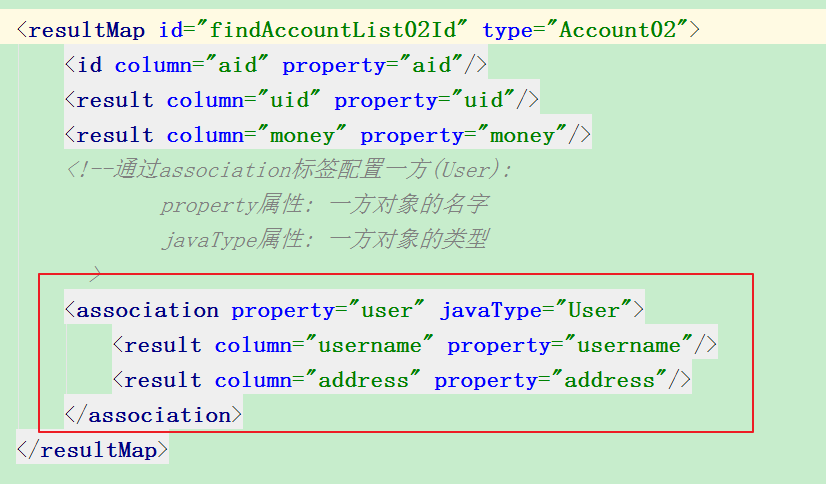 <resultMap id="findAccountList02Id" type="Account02">
<id column="aid" property="aid"/>
<result column="uid" property="uid"/>
<result column="money" property="money"/>
<!--通过association标签配置一方(User):
property属性: 一方对象的名字
javaType属性: 一方对象的类型
>
<association property="user" javaType="User">
<result column="username" property="username"/>
<result column="address" property="address"/>
</association>
</resultMap>